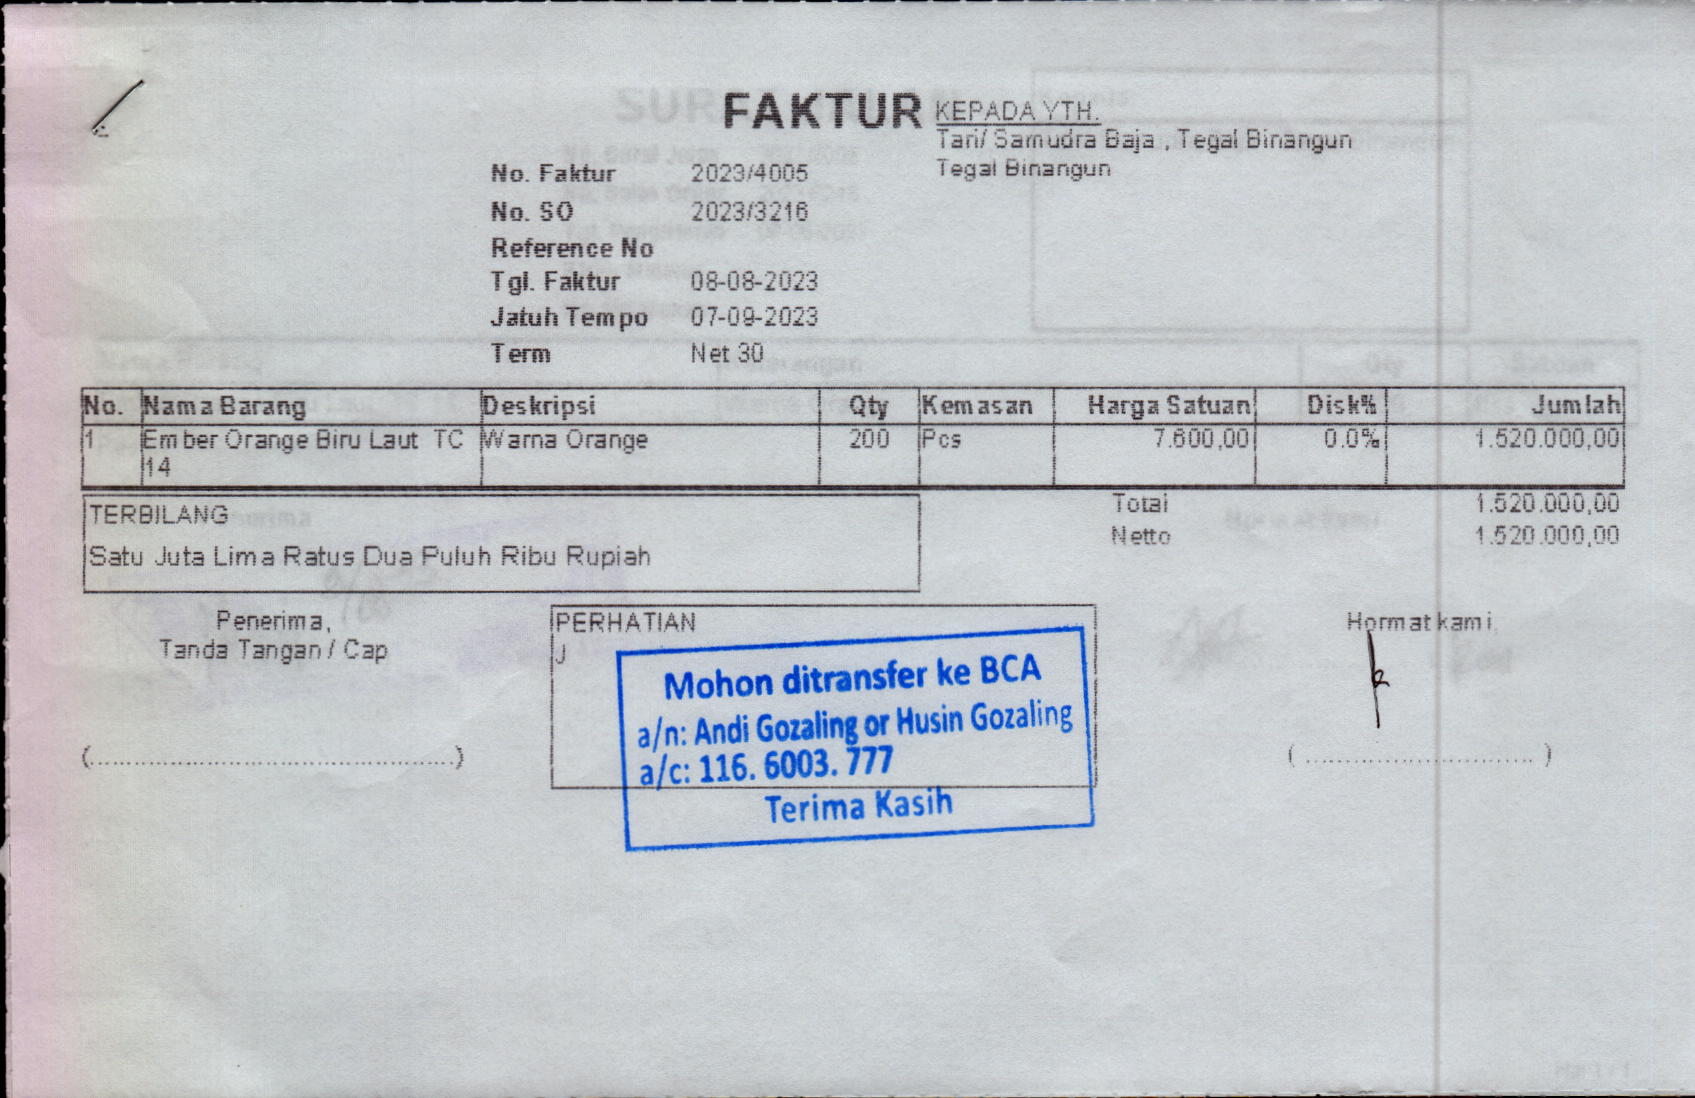 FAKTUR
KEPADA YTH.
Tari/ Samudra Baja , Tegal Binangun
Tegal Binangun
No. Faktur 2023/4005
No. SO 2023/3216
Reference No
Tgl. Faktur 08-08-2023
Jatuh Tempo 07-09-2023
Term Net 30
No. Nama Barang Deskripsi Qty Kemasan Harga Satuan Disk% Jumlah
1 Ember Orange Biru Laut TC Warna Orange 200 Pcs 7.600,00 0.0% 1.520.000,00
14
Total 1.520.000,00
Netto 1.520.000,00
TERBILANG
Satu Juta Lima Ratus Dua Puluh Ribu Rupiah
Penerima,
Tanda Tangan / Cap
(..............................................)
PERHATIAN
J
Mohon ditransfer ke BCA
a/n: Andi Gozaling or Husin Gozaling
a/c: 116. 6003. 777
Terima Kasih
Hormat kami
( ............................. )